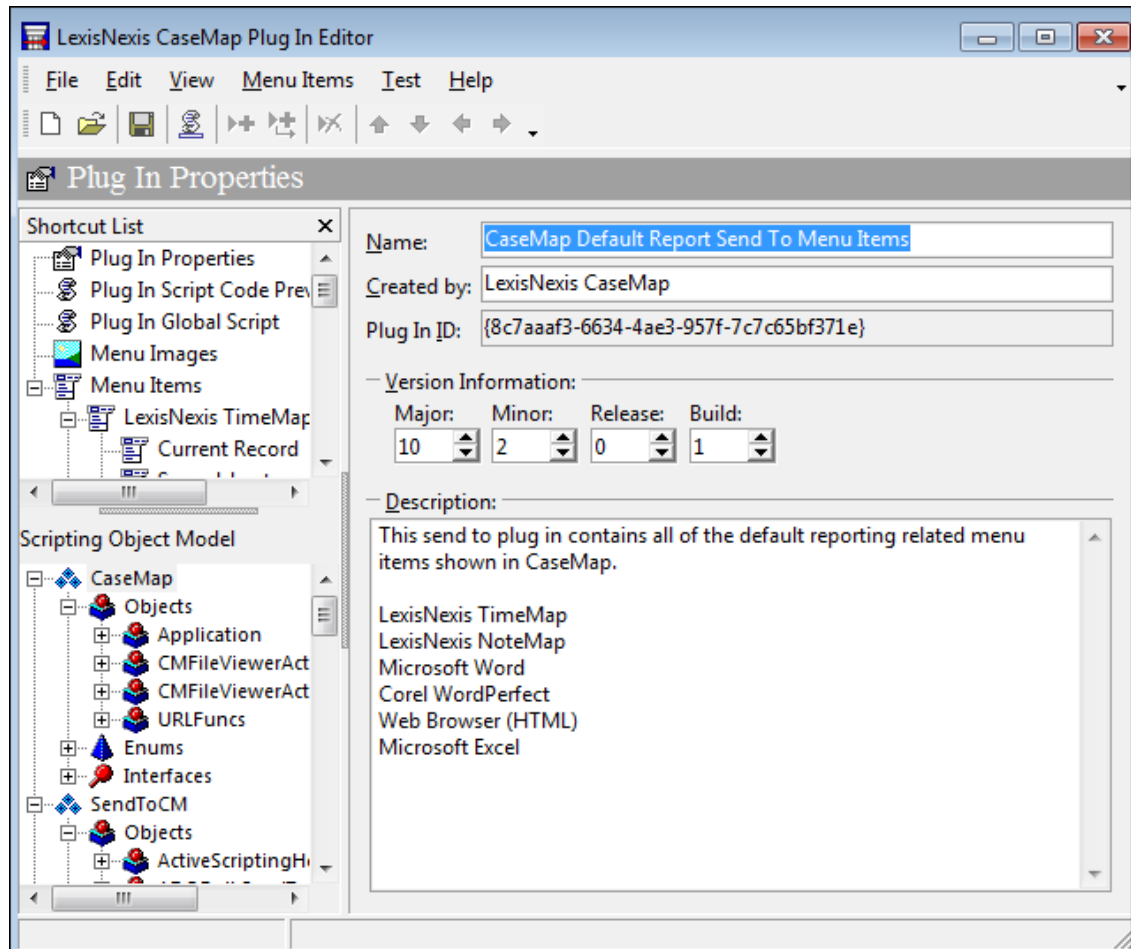 LexisNexis CaseMap Plug In Editor
File Edit View Menu Items Test Help
Plug In Properties
Shortcut List
Plug In Properties
Plug In Script Code Prev
Plug In Global Script
Menu Images
Menu Items
LexisNexis TimeMap
Current Record
Scripting Object Model
CaseMap
Objects
Application
CMFileViewerAct
CMFileViewerAct
URLFuncs
Enums
Interfaces
SendToCM
Objects
ActiveScriptingH
Name: CaseMap Default Report Send To Menu Items
Created by: LexisNexis CaseMap
Plug In ID: {8c7aaaf3-6634-4ae3-957f-7c7c65bf371e}
Version Information:
Major: Minor: Release: Build:
10 2 0 1
Description:
This send to plug in contains all of the default reporting related menu
items shown in CaseMap.
LexisNexis TimeMap
LexisNexis NoteMap
Microsoft Word
Corel WordPerfect
Web Browser (HTML)
Microsoft Excel